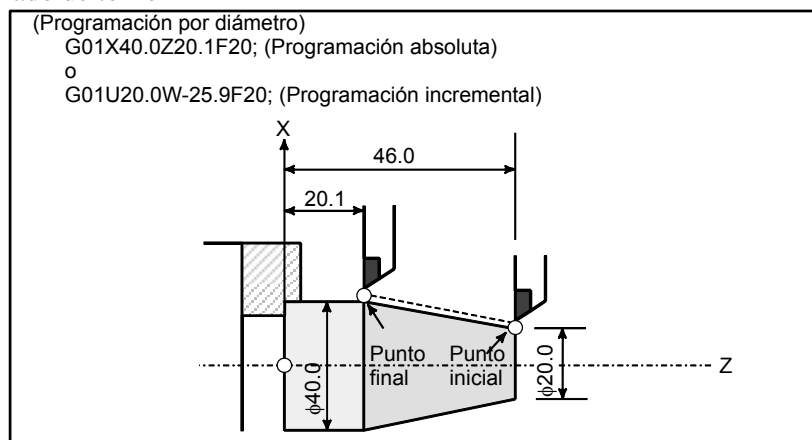 (Programación por diámetro)
G01X40.0Z20.1F20; (Programación absoluta)
o
G01U20.0W-25.9F20; (Programación incremental)
X
46.0
20.1
Punto final
Punto inicial
ϕ40.0
ϕ20.0
Z